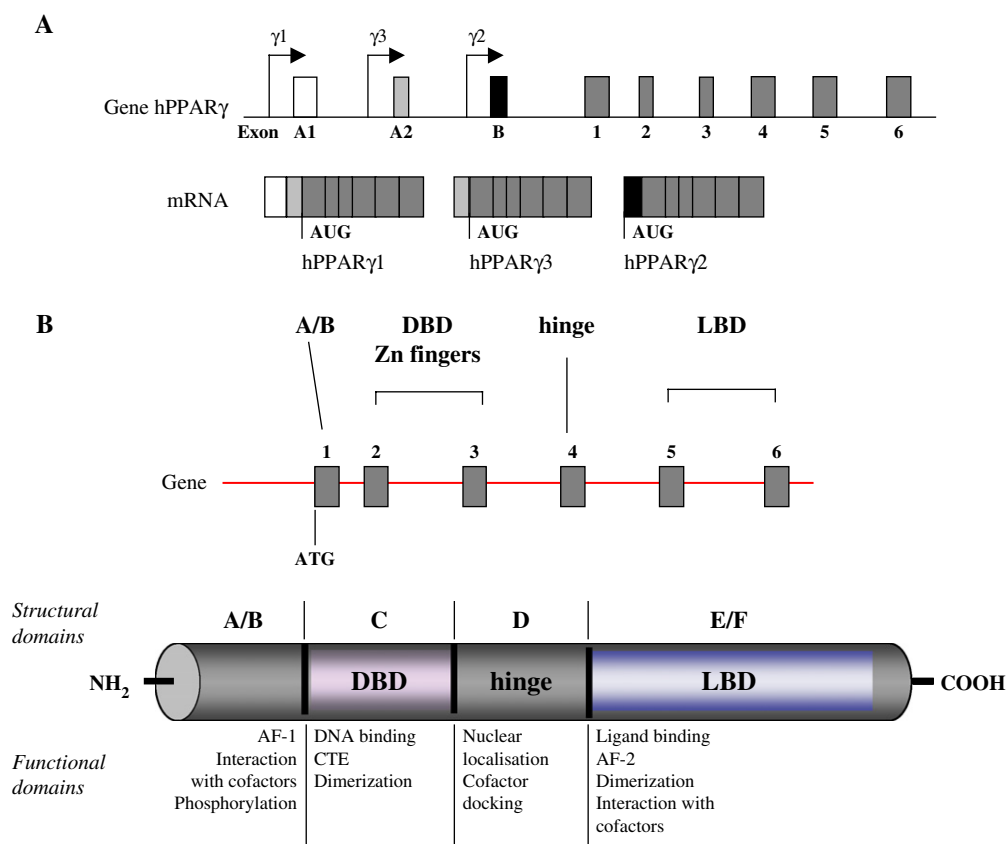 A
γ1 γ3 γ2
Gene hPPARγ
Exon A1 A2 B 1 2 3 4 5 6
mRNA
AUG AUG AUG
hPPARγ1 hPPARγ3 hPPARγ2
B
A/B DBD hinge LBD
Zn fingers
1 2 3 4 5 6
Gene
ATG
Structural
domains
A/B C D E/F
NH2 DBD hinge LBD COOH
Functional
domains
AF-1
Interaction
with cofactors
Phosphorylation
DNA binding
CTE
Dimerization
Nuclear
localisation
Cofactor
docking
Ligand binding
AF-2
Dimerization
Interaction with
cofactors